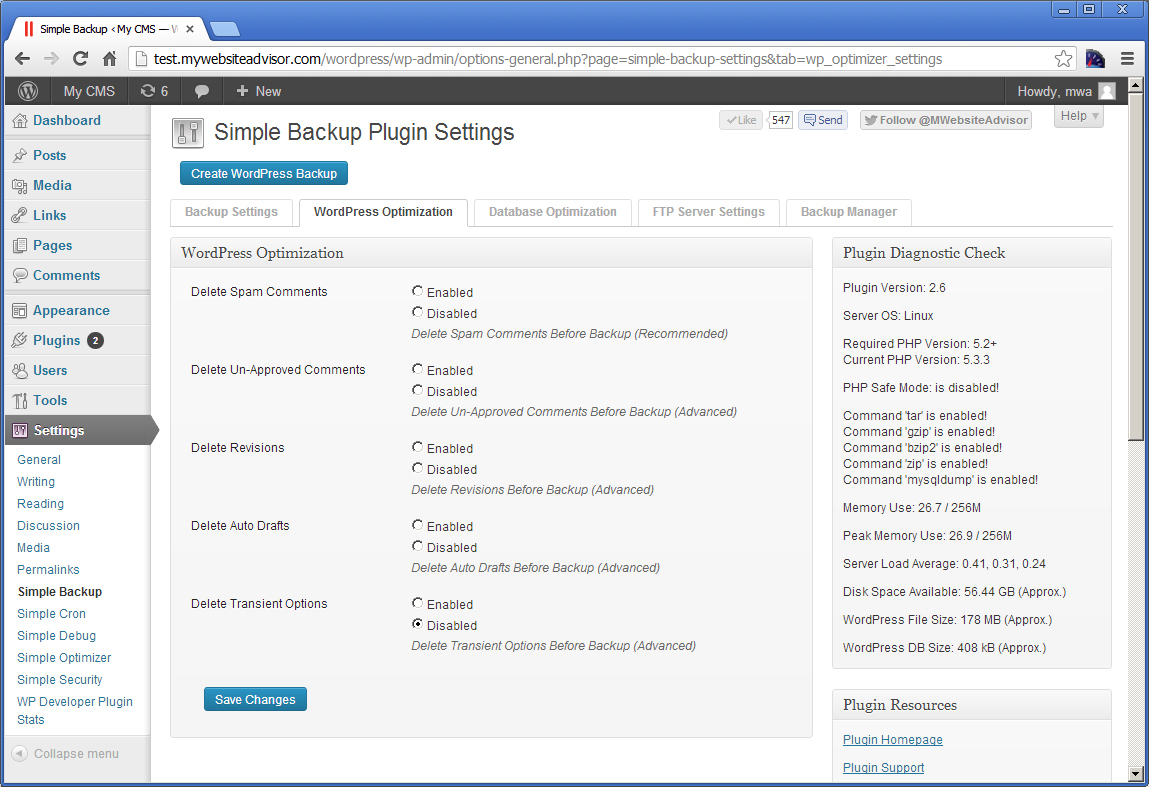 Simple Backup ‹ My CMS — W
test.mywebsiteadvisor.com/wordpress/wp-admin/options-general.php?page=simple-backup-settings&tab=wp_optimizer_settings
My CMS 6 + New Howdy, mwa
Dashboard
Posts
Media
Links
Pages
Comments
Appearance
Plugins 2
Users
Tools
Settings
General
Writing
Reading
Discussion
Media
Permalinks
Simple Backup
Simple Cron
Simple Debug
Simple Optimizer
Simple Security
WP Developer Plugin
Stats
Collapse menu
Simple Backup Plugin Settings
Like 547 Send Follow @MWebsiteAdvisor Help
Create WordPress Backup
Backup Settings WordPress Optimization Database Optimization FTP Server Settings Backup Manager
WordPress Optimization
Delete Spam Comments Enabled
Disabled
Delete Spam Comments Before Backup (Recommended)
Delete Un-Approved Comments Enabled
Disabled
Delete Un-Approved Comments Before Backup (Advanced)
Delete Revisions Enabled
Disabled
Delete Revisions Before Backup (Advanced)
Delete Auto Drafts Enabled
Disabled
Delete Auto Drafts Before Backup (Advanced)
Delete Transient Options Enabled
Disabled
Delete Transient Options Before Backup (Advanced)
Save Changes
Plugin Diagnostic Check
Plugin Version: 2.6
Server OS: Linux
Required PHP Version: 5.2+
Current PHP Version: 5.3.3
PHP Safe Mode: is disabled!
Command 'tar' is enabled!
Command 'gzip' is enabled!
Command 'bzip2' is enabled!
Command 'zip' is enabled!
Command 'mysqldump' is enabled!
Memory Use: 26.7 / 256M
Peak Memory Use: 26.9 / 256M
Server Load Average: 0.41, 0.31, 0.24
Disk Space Available: 56.44 GB (Approx.)
WordPress File Size: 178 MB (Approx.)
WordPress DB Size: 408 kB (Approx.)
Plugin Resources
Plugin Homepage
Plugin Support